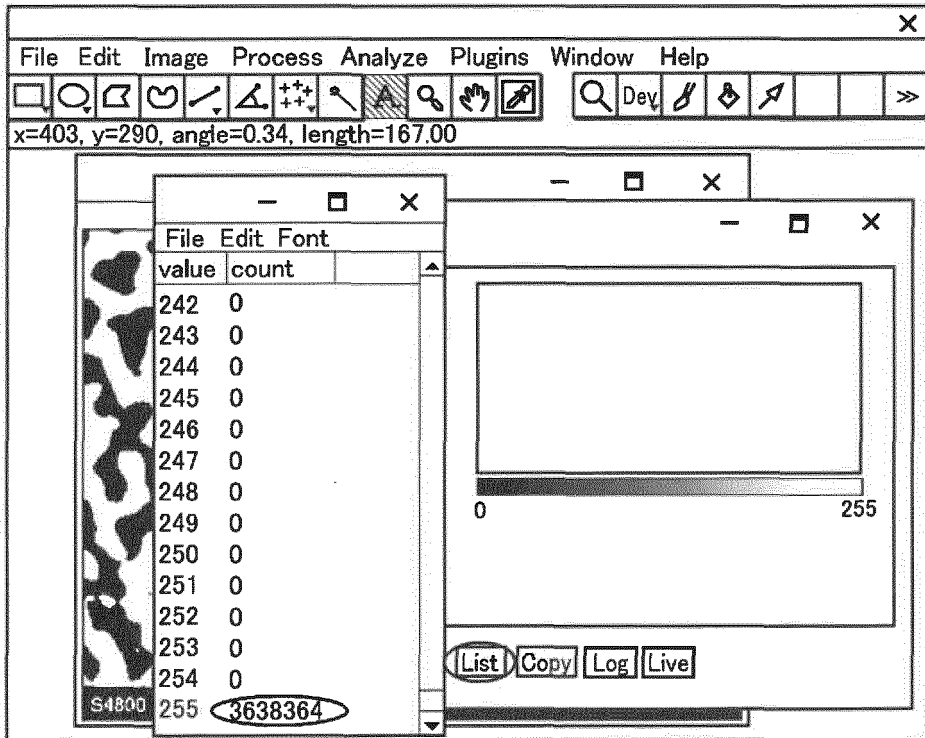 File Edit Image Process Analyze Plugins Window Help
A Dev >>
x=403, y=290, angle=0.34, length=167.00
File Edit Font
value count
242 0
243 0
244 0
245 0
246 0
247 0
248 0
249 0
250 0
251 0
252 0
253 0
254 0
255 3638364
0 255
List Copy Log Live
S4800